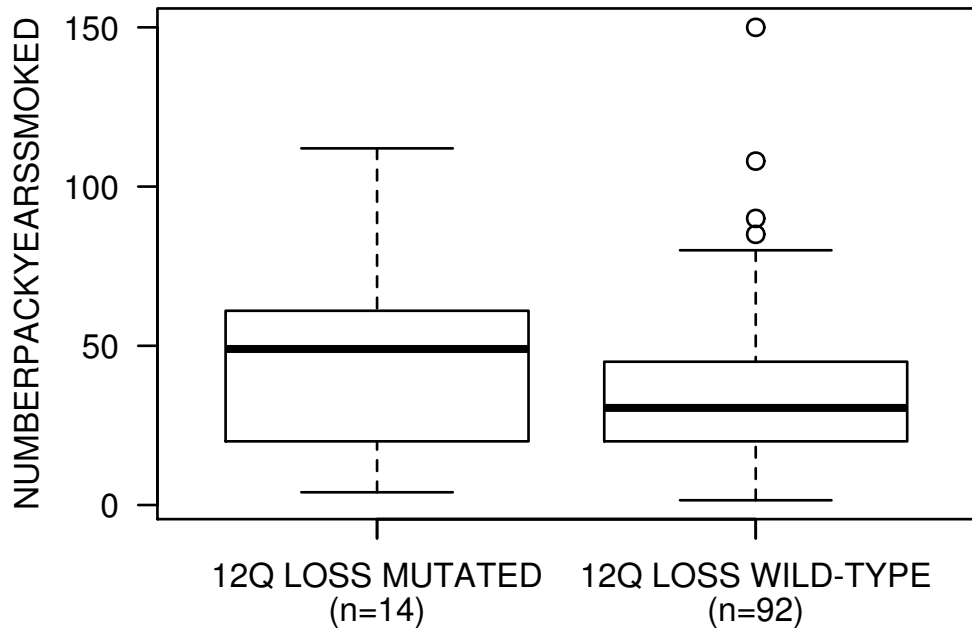 NUMBERPACKYEARSSMOKED
150
100
50
0
12Q LOSS MUTATED
(n=14)
12Q LOSS WILD-TYPE
(n=92)